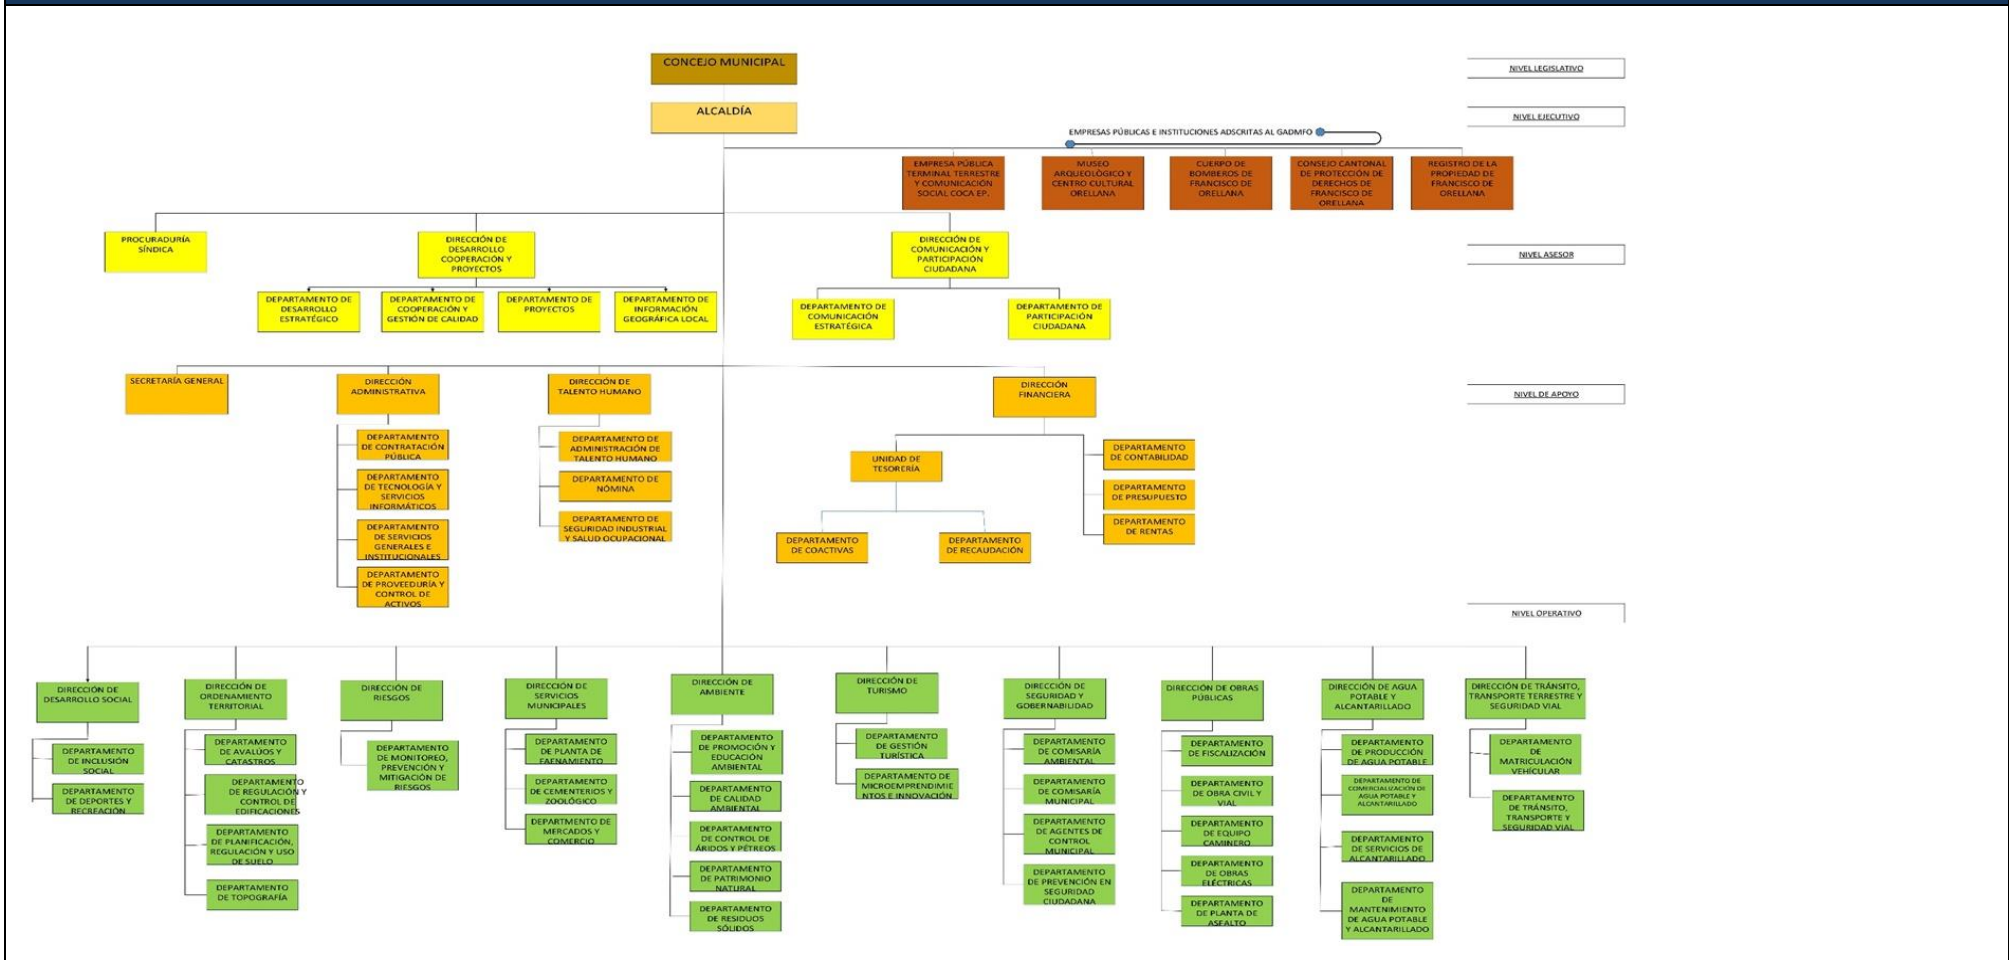 CONCEJO MUNICIPAL
NIVEL LEGISLATIVO
ALCALDÍA
NIVEL EJECUTIVO
EMPRESAS PÚBLICAS E INSTITUCIONES ADSCRITAS AL GADMFO
EMPRESA PÚBLICA
TERMINAL TERRESTRE
Y COMUNICACIÓN
SOCIAL COCA EP.
MUSEO
ARQUEOLÓGICO Y
CENTRO CULTURAL
ORELLANA
CUERPO DE
BOMBEROS DE
FRANCISCO DE
ORELLANA
CONSEJO CANTONAL
DE PROTECCIÓN DE
DERECHOS DE
FRANCISCO DE
ORELLANA
REGISTRO DE LA
PROPIEDAD DE
FRANCISCO DE
ORELLANA
PROCURADURÍA
SÍNDICA
DIRECCIÓN DE
DESARROLLO
COOPERACIÓN Y
PROYECTOS
DIRECCIÓN DE
COMUNICACIÓN Y
PARTICIPACIÓN
CIUDADANA
NIVEL ASESOR
DEPARTAMENTO DE
DESARROLLO
ESTRATÉGICO
DEPARTAMENTO DE
COOPERACIÓN Y
GESTIÓN DE CALIDAD
DEPARTAMENTO DE
PROYECTOS
DEPARTAMENTO DE
INFORMACIÓN
GEOGRÁFICA LOCAL
DEPARTAMENTO DE
COMUNICACIÓN
ESTRATÉGICA
DEPARTAMENTO DE
PARTICIPACIÓN
CIUDADANA
SECRETARÍA GENERAL
DIRECCIÓN
ADMINISTRATIVA
DIRECCIÓN DE
TALENTO HUMANO
DIRECCIÓN
FINANCIERA
NIVEL DE APOYO
DEPARTAMENTO
DE CONTRATACIÓN
PÚBLICA
DEPARTAMENTO
DE TECNOLOGÍA Y
SERVICIOS
INFORMÁTICOS
DEPARTAMENTO
DE SERVICIOS
GENERALES E
INSTITUCIONALES
DEPARTAMENTO
DE PROVEEDURÍA Y
CONTROL DE
ACTIVOS
DEPARTAMENTO DE
ADMINISTRACIÓN DE
TALENTO HUMANO
DEPARTAMENTO DE
NÓMINA
DEPARTAMENTO DE
SEGURIDAD INDUSTRIAL
Y SALUD OCUPACIONAL
UNIDAD DE
TESORERÍA
DEPARTAMENTO
DE COACTIVAS
DEPARTAMENTO
DE RECAUDACIÓN
DEPARTAMENTO
DE CONTABILIDAD
DEPARTAMENTO
DE PRESUPUESTO
DEPARTAMENTO
DE RENTAS
NIVEL OPERATIVO
DIRECCIÓN DE
DESARROLLO SOCIAL
DEPARTAMENTO
DE INCLUSIÓN
SOCIAL
DEPARTAMENTO
DE DEPORTES Y
RECREACIÓN
DIRECCIÓN DE
ORDENAMIENTO
TERRITORIAL
DEPARTAMENTO
DE AVALÚOS Y
CATASTROS
DEPARTAMENTO
DE REGULACIÓN Y
CONTROL DE
EDIFICACIONES
DEPARTAMENTO
DE PLANIFICACIÓN,
REGULACIÓN Y USO
DE SUELO
DEPARTAMENTO
DE TOPOGRAFÍA
DIRECCIÓN DE
RIESGOS
DEPARTAMENTO
DE MONITOREO,
PREVENCIÓN Y
MITIGACIÓN DE
RIESGOS
DIRECCIÓN DE
SERVICIOS
MUNICIPALES
DEPARTAMENTO
DE PLANTA DE
FAENAMIENTO
DEPARTAMENTO
DE CEMENTERIOS Y
ZOOLÓGICO
DEPARTMENTO DE
MERCADOS Y
COMERCIO
DIRECCIÓN DE
AMBIENTE
DEPARTAMENTO
DE PROMOCIÓN Y
EDUCACIÓN
AMBIENTAL
DEPARTAMENTO
DE CALIDAD
AMBIENTAL
DEPARTAMENTO
DE CONTROL DE
ÁRIDOS Y PÉTREOS
DEPARTAMENTO
DE PATRIMONIO
NATURAL
DEPARTAMENTO
DE RESIDUOS
SÓLIDOS
DIRECCIÓN DE
TURISMO
DEPARTAMENTO
DE GESTIÓN
TURÍSTICA
DEPARTAMENTO DE
MICROEMPRENDIMIE
NTOS E INNOVACIÓN
DIRECCIÓN DE
SEGURIDAD Y
GOBERNABILIDAD
DEPARTAMENTO
DE COMISARÍA
AMBIENTAL
DEPARTAMENTO
DE COMISARÍA
MUNICIPAL
DEPARTAMENTO
DE AGENTES DE
CONTROL
MUNICIPAL
DEPARTAMENTO
DE PREVENCIÓN EN
SEGURIDAD
CIUDADANA
DIRECCIÓN DE OBRAS
PÚBLICAS
DEPARTAMENTO
DE FISCALIZACIÓN
DEPARTAMENTO
DE OBRA CIVIL Y
VIAL
DEPARTAMENTO
DE EQUIPO
CAMINERO
DEPARTAMENTO
DE OBRAS
ELÉCTRICAS
DEPARTAMENTO
DE PLANTA DE
ASFALTO
DIRECCIÓN DE AGUA
POTABLE Y
ALCANTARILLADO
DEPARTAMENTO
DE PRODUCCIÓN
DE AGUA POTABLE
DEPARTAMENTO DE
COMERCIALIZACIÓN DE
AGUA POTABLE Y
ALCANTARILLADO
DEPARTAMENTO
DE SERVICIOS DE
ALCANTARILLADO
DEPARTAMENTO
DE
MANTENIMIENTO
DE AGUA POTABLE
Y ALCANTARILLADO
DIRECCIÓN DE TRÁNSITO,
TRANSPORTE TERRESTRE Y
SEGURIDAD VIAL
DEPARTAMENTO
DE
MATRICULACIÓN
VEHÍCULAR
DEPARTAMENTO
DE TRÁNSITO,
TRANSPORTE Y
SEGURIDAD VIAL